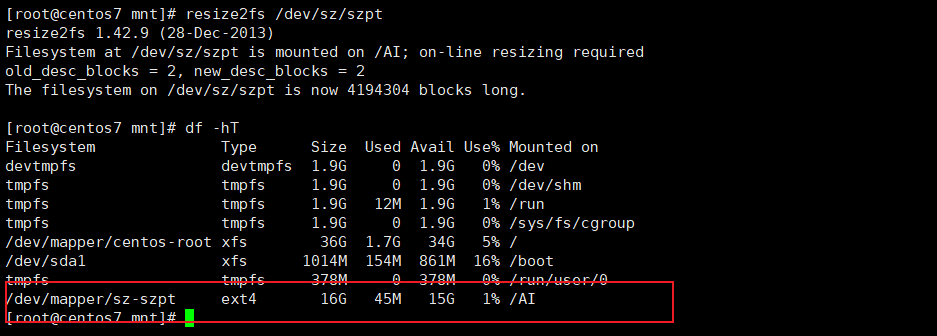 [root@centos7 mnt]# resize2fs /dev/sz/szpt
resize2fs 1.42.9 (28-Dec-2013)
Filesystem at /dev/sz/szpt is mounted on /AI; on-line resizing required
old_desc_blocks = 2, new_desc_blocks = 2
The filesystem on /dev/sz/szpt is now 4194304 blocks long.

[root@centos7 mnt]# df -hT
Filesystem              Type      Size  Used Avail Use% Mounted on
devtmpfs                devtmpfs  1.9G     0  1.9G   0% /dev
tmpfs                   tmpfs     1.9G     0  1.9G   0% /dev/shm
tmpfs                   tmpfs     1.9G   12M  1.9G   1% /run
tmpfs                   tmpfs     1.9G     0  1.9G   0% /sys/fs/cgroup
/dev/mapper/centos-root xfs        36G  1.7G   34G   5% /
/dev/sda1               xfs      1014M  154M  861M  16% /boot
tmpfs                   tmpfs     378M     0  378M   0% /run/user/0
/dev/mapper/sz-szpt     ext4       16G   45M   15G   1% /AI
[root@centos7 mnt]#